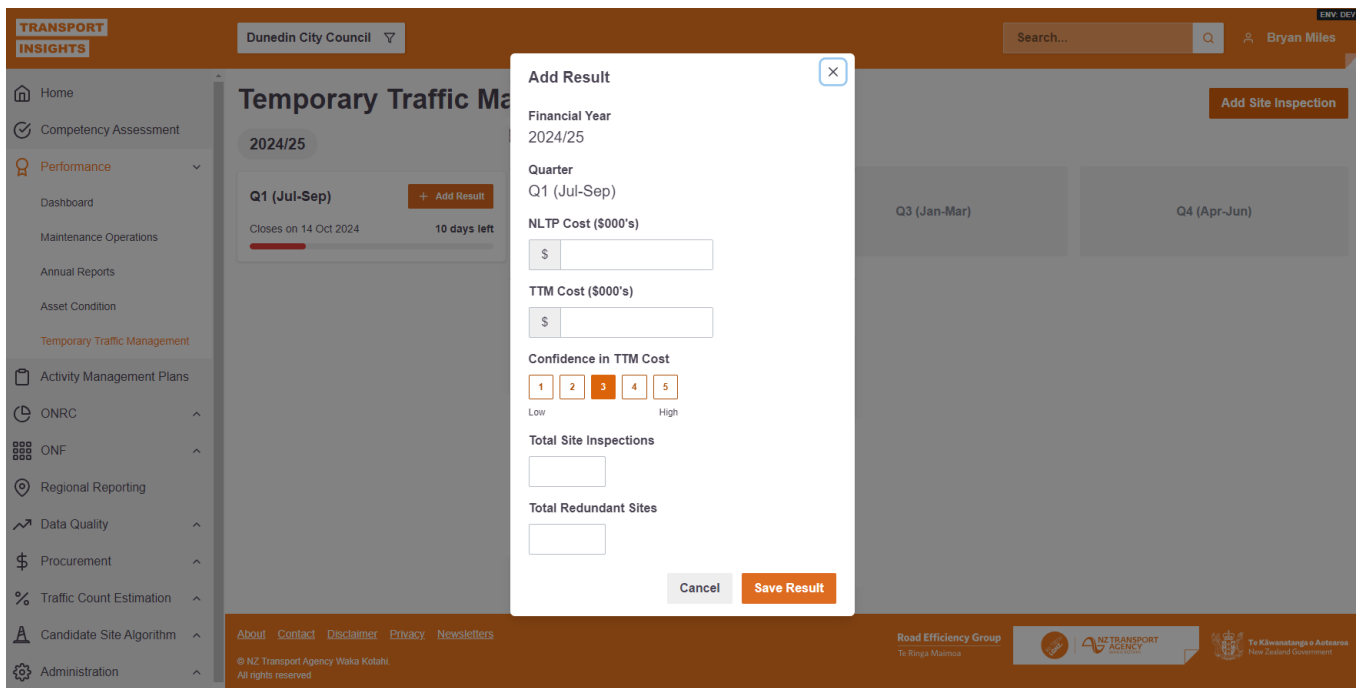 TRANSPORT
INSIGHTS
Dunedin City Council
Search...
ENV: DEV
Bryan Miles
Home
Competency Assessment
Performance
Dashboard
Maintenance Operations
Annual Reports
Asset Condition
Temporary Traffic Management
Activity Management Plans
ONRC
ONF
Regional Reporting
Data Quality
Procurement
Traffic Count Estimation
Candidate Site Algorithm
Administration
Temporary Traffic Ma
Add Site Inspection
2024/25
Q1 (Jul-Sep)
+ Add Result
Closes on 14 Oct 2024
10 days left
Q3 (Jan-Mar)
Q4 (Apr-Jun)
Add Result
Financial Year
2024/25
Quarter
Q1 (Jul-Sep)
NLTP Cost ($000's)
$
TTM Cost ($000's)
$
Confidence in TTM Cost
1 2 3 4 5
Low High
Total Site Inspections
Total Redundant Sites
Cancel Save Result
About Contact Disclaimer Privacy Newsletters
© NZ Transport Agency Waka Kotahi.
All rights reserved
Road Efficiency Group
Te Ringa Maimoa
NZ TRANSPORT
AGENCY
Te Kāwanatanga o Aotearoa
New Zealand Government